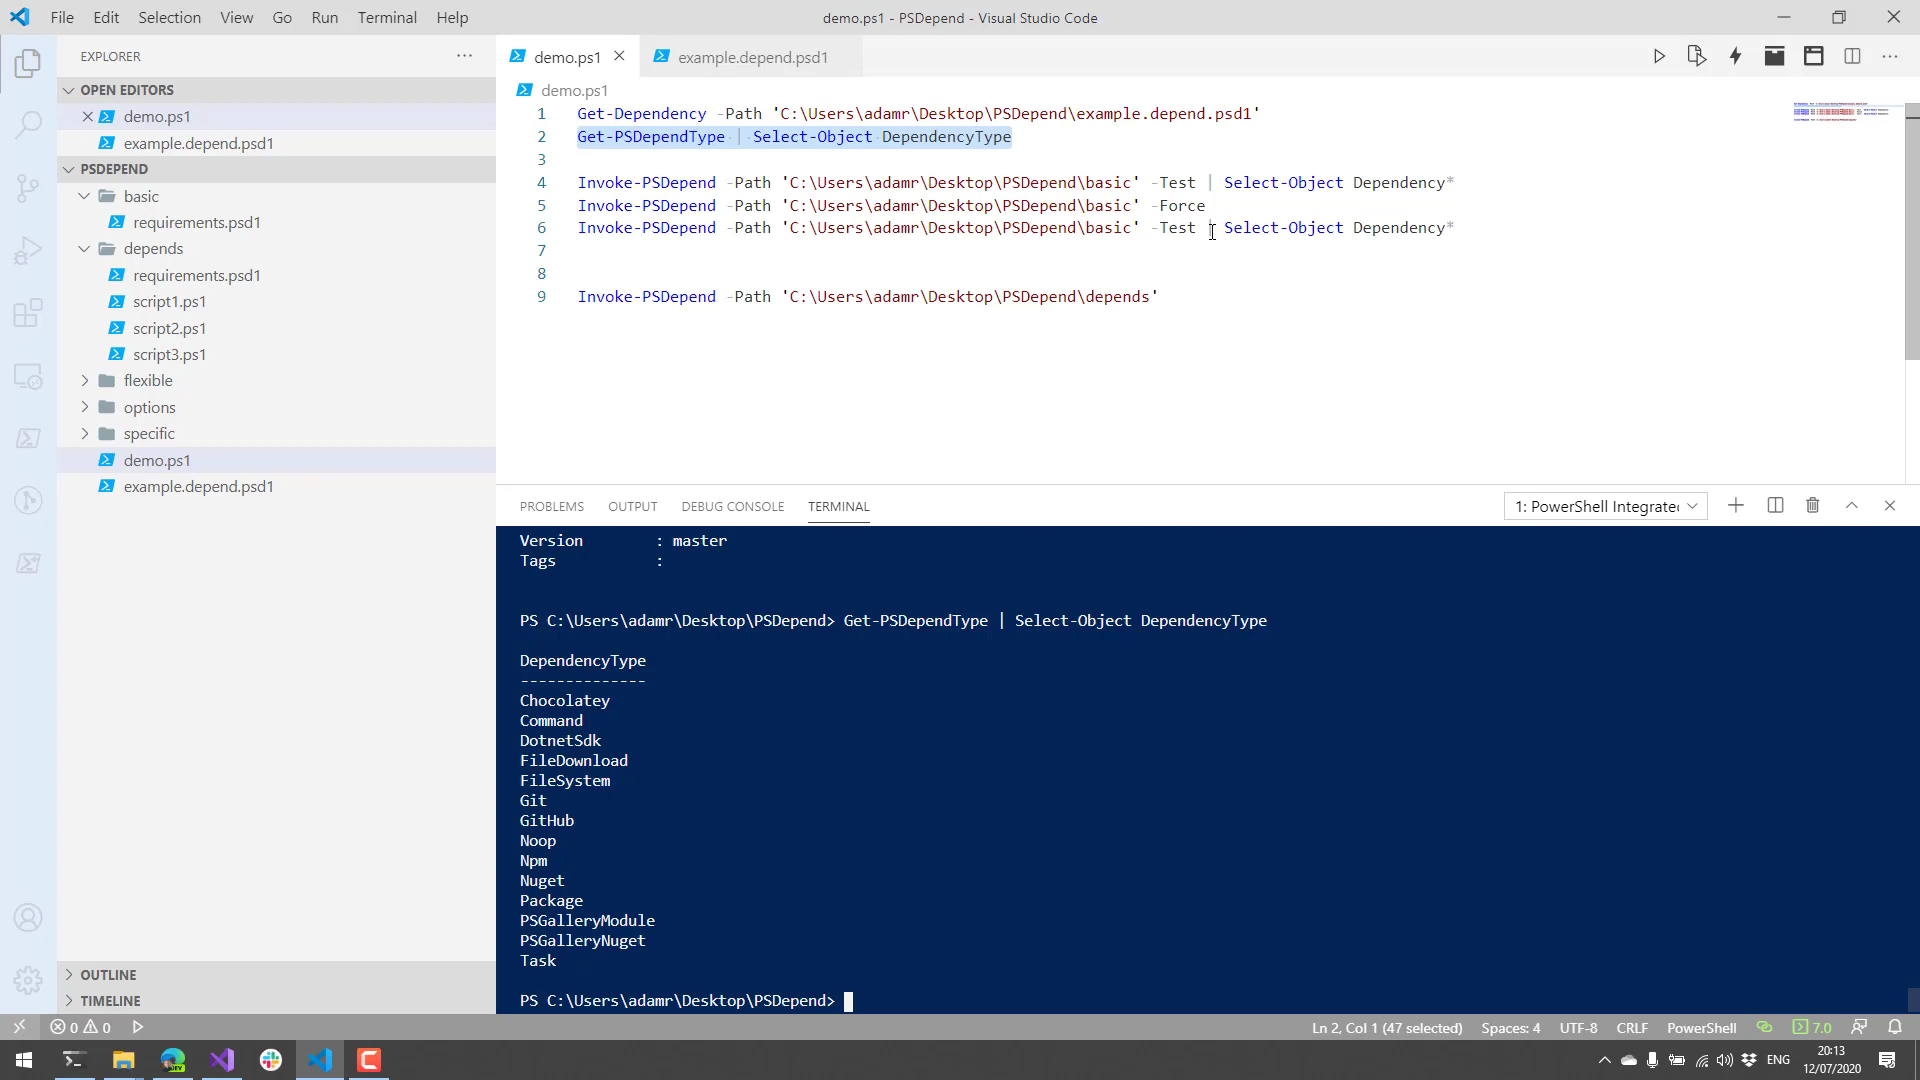 File Edit Selection View Go Run Terminal Help
demo.ps1 - PSDepend - Visual Studio Code
EXPLORER
OPEN EDITORS
demo.ps1
example.depend.psd1
PSDEPEND
basic
requirements.psd1
depends
requirements.psd1
script1.ps1
script2.ps1
script3.ps1
flexible
options
specific
demo.ps1
example.depend.psd1
OUTLINE
TIMELINE
demo.ps1
example.depend.psd1
demo.ps1
1 Get-Dependency -Path 'C:\Users\adamr\Desktop\PSDepend\example.depend.psd1'
2 Get-PSDependType | Select-Object DependencyType
3
4 Invoke-PSDepend -Path 'C:\Users\adamr\Desktop\PSDepend\basic' -Test | Select-Object Dependency*
5 Invoke-PSDepend -Path 'C:\Users\adamr\Desktop\PSDepend\basic' -Force
6 Invoke-PSDepend -Path 'C:\Users\adamr\Desktop\PSDepend\basic' -Test | Select-Object Dependency*
7
8
9 Invoke-PSDepend -Path 'C:\Users\adamr\Desktop\PSDepend\depends'
PROBLEMS OUTPUT DEBUG CONSOLE TERMINAL
1: PowerShell Integrated
Version : master
Tags :
PS C:\Users\adamr\Desktop\PSDepend> Get-PSDependType | Select-Object DependencyType
DependencyType
--------------
Chocolatey
Command
DotnetSdk
FileDownload
FileSystem
Git
GitHub
Noop
Npm
Nuget
Package
PSGalleryModule
PSGalleryNuget
Task
PS C:\Users\adamr\Desktop\PSDepend>
0 0
Ln 2, Col 1 (47 selected) Spaces: 4 UTF-8 CRLF PowerShell 7.0
ENG
20:13
12/07/2020